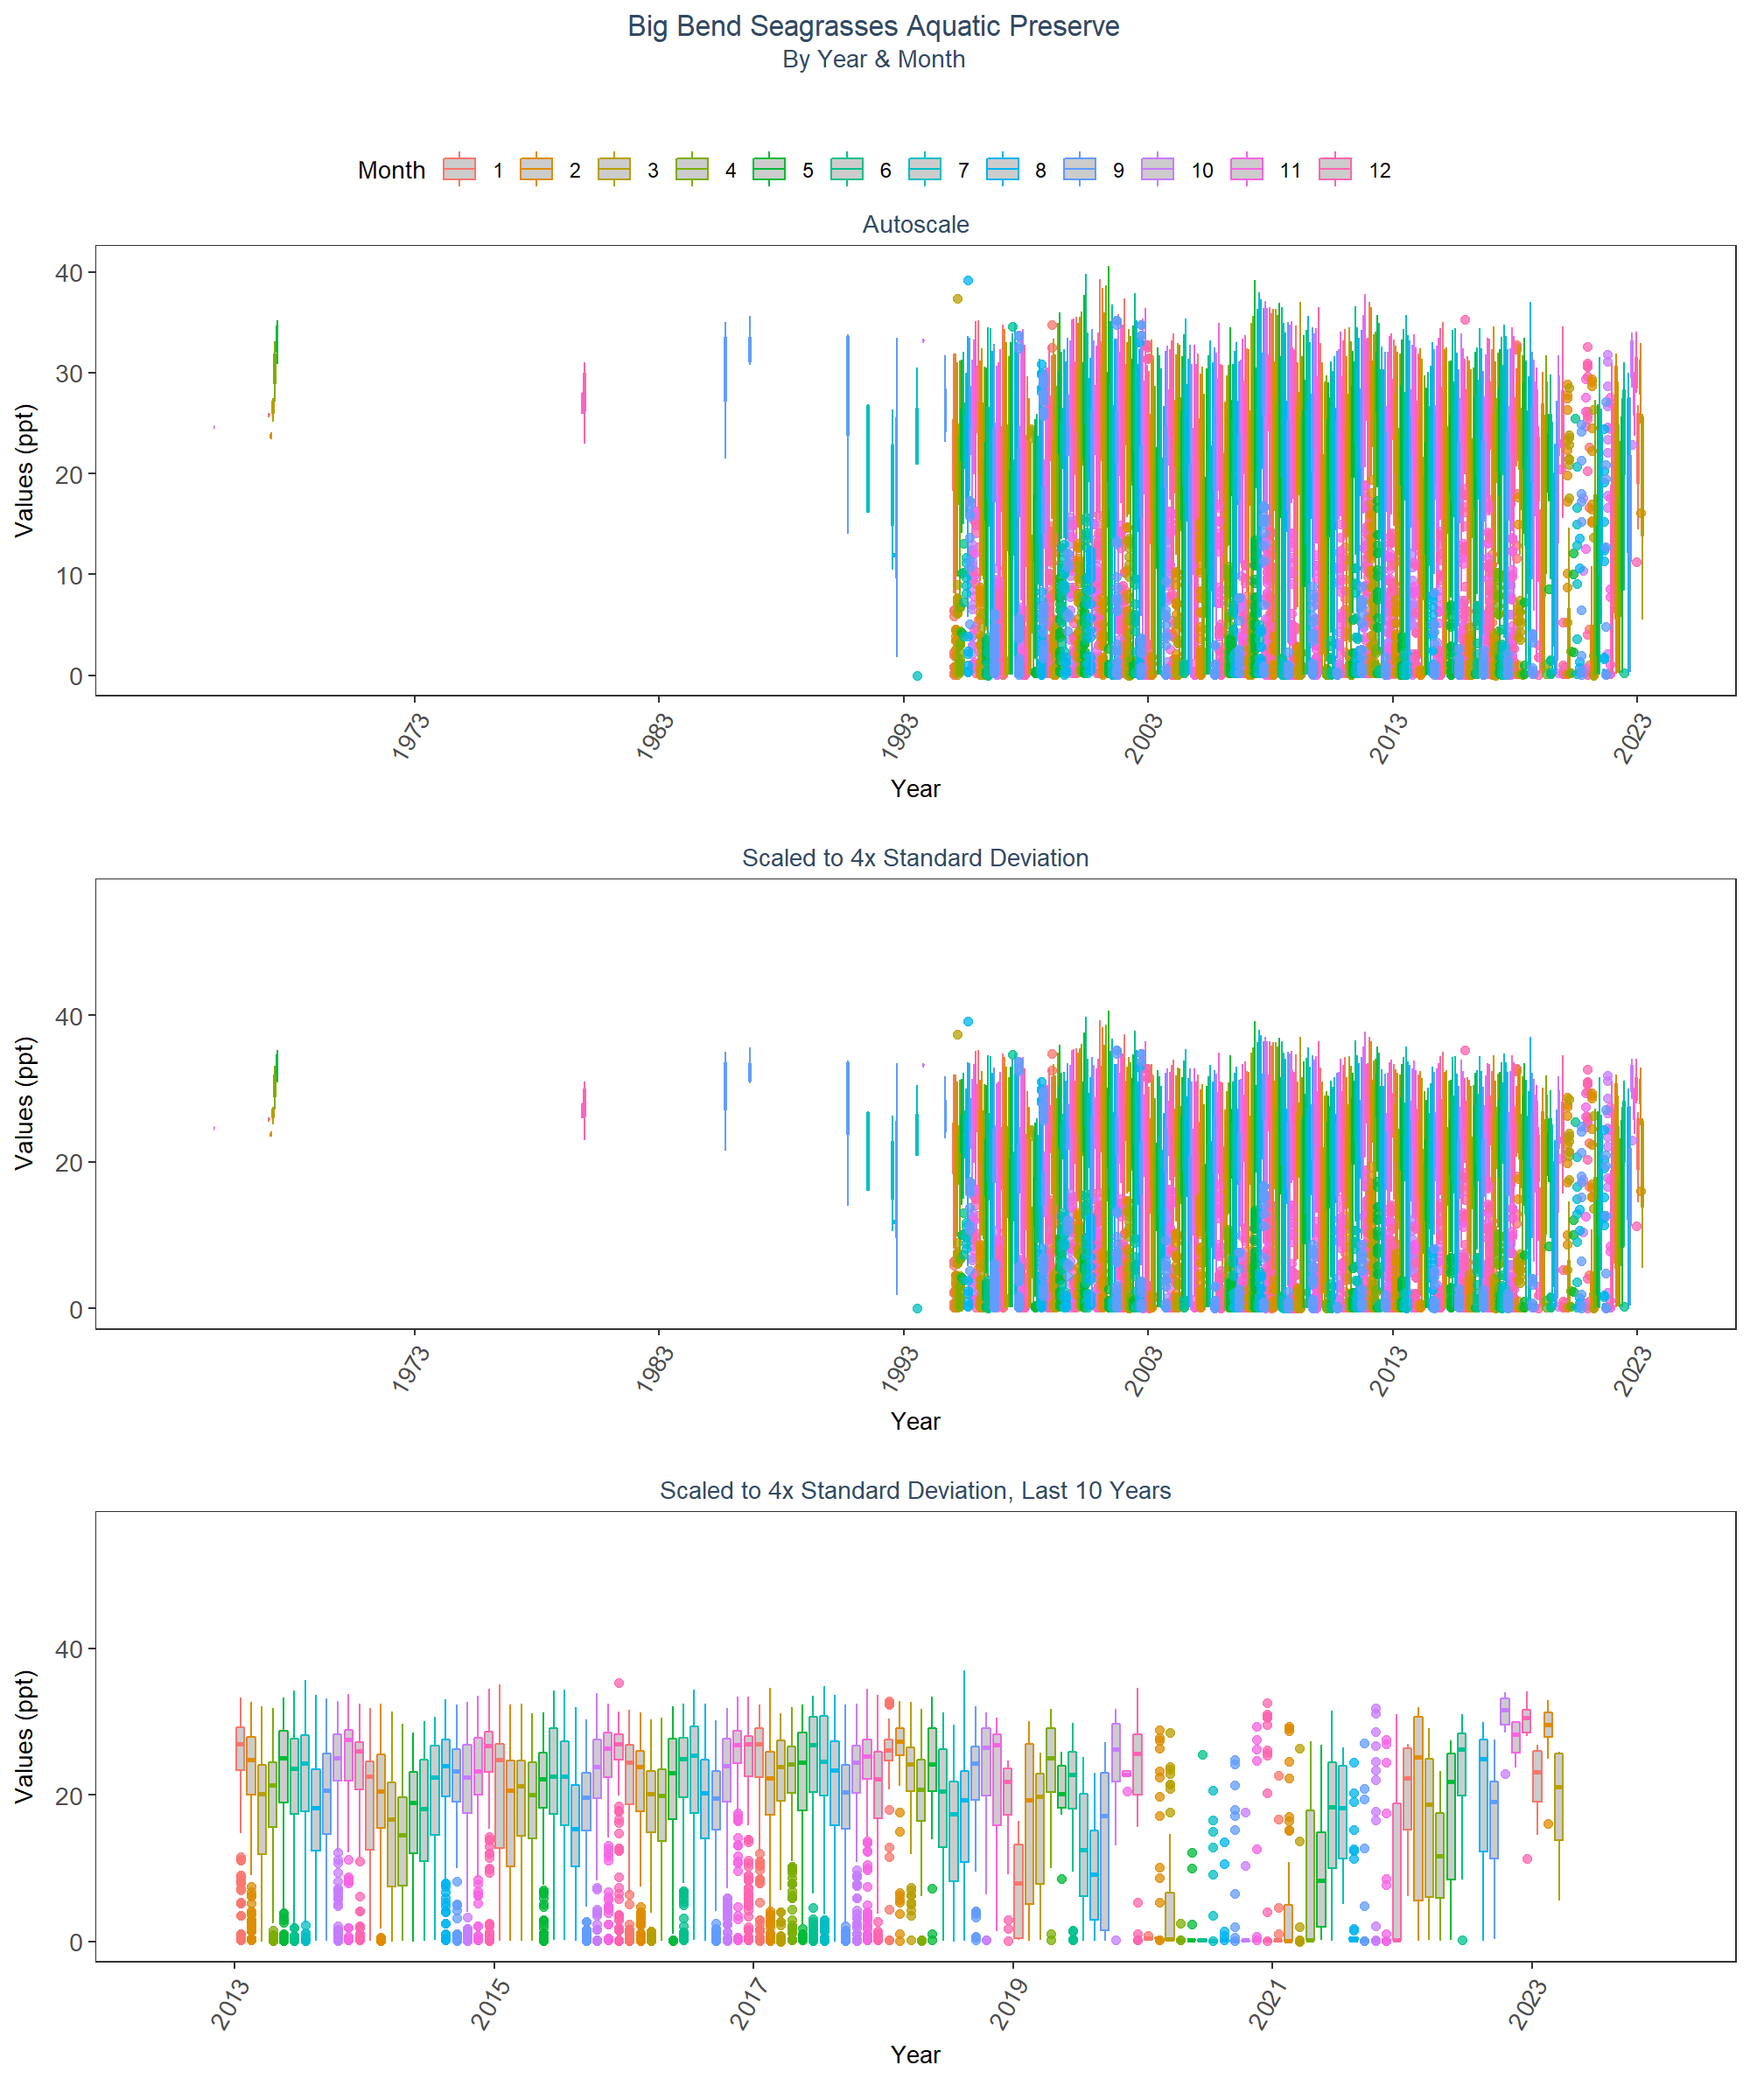 Big Bend Seagrasses Aquatic Preserve
By Year & Month
Month 1 2 3 4 5 6 7 8 9 10 11 12
Autoscale
Values (ppt)
40
30
20
10
0
1973 1983 1993 2003 2013 2023
Year
Scaled to 4x Standard Deviation
Values (ppt)
40
20
0
1973 1983 1993 2003 2013 2023
Year
Scaled to 4x Standard Deviation, Last 10 Years
Values (ppt)
40
20
0
2013 2015 2017 2019 2021 2023
Year